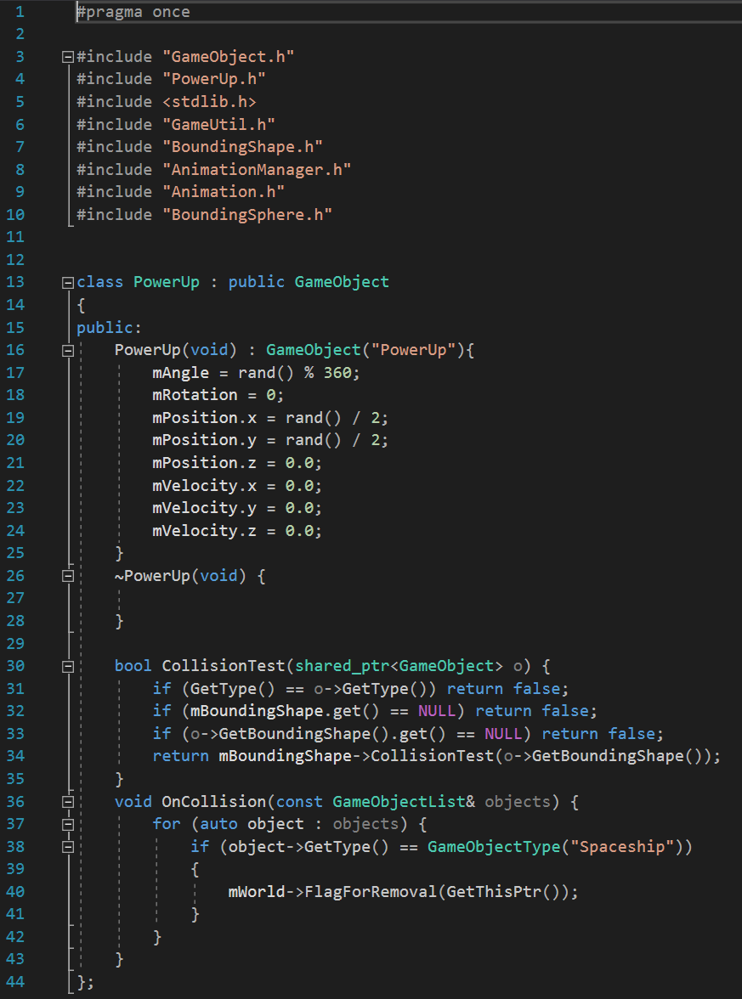 1 #pragma once
2
3 #include "GameObject.h"
4 #include "PowerUp.h"
5 #include <stdlib.h>
6 #include "GameUtil.h"
7 #include "BoundingShape.h"
8 #include "AnimationManager.h"
9 #include "Animation.h"
10 #include "BoundingSphere.h"
11
12
13 class PowerUp : public GameObject
14 {
15 public:
16     PowerUp(void) : GameObject("PowerUp"){
17         mAngle = rand() % 360;
18         mRotation = 0;
19         mPosition.x = rand() / 2;
20         mPosition.y = rand() / 2;
21         mPosition.z = 0.0;
22         mVelocity.x = 0.0;
23         mVelocity.y = 0.0;
24         mVelocity.z = 0.0;
25     }
26     ~PowerUp(void) {
27
28     }
29
30     bool CollisionTest(shared_ptr<GameObject> o) {
31         if (GetType() == o->GetType()) return false;
32         if (mBoundingShape.get() == NULL) return false;
33         if (o->GetBoundingShape().get() == NULL) return false;
34         return mBoundingShape->CollisionTest(o->GetBoundingShape());
35     }
36     void OnCollision(const GameObjectList& objects) {
37         for (auto object : objects) {
38             if (object->GetType() == GameObjectType("Spaceship"))
39             {
40                 mWorld->FlagForRemoval(GetThisPtr());
41             }
42         }
43     }
44 };